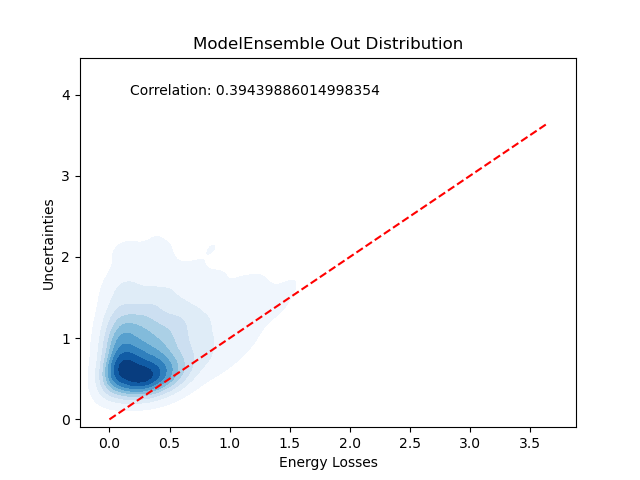 ModelEnsemble Out Distribution
Correlation: 0.39439886014998354
4
3
2
1
0
Uncertainties
0.0 0.5 1.0 1.5 2.0 2.5 3.0 3.5
Energy Losses